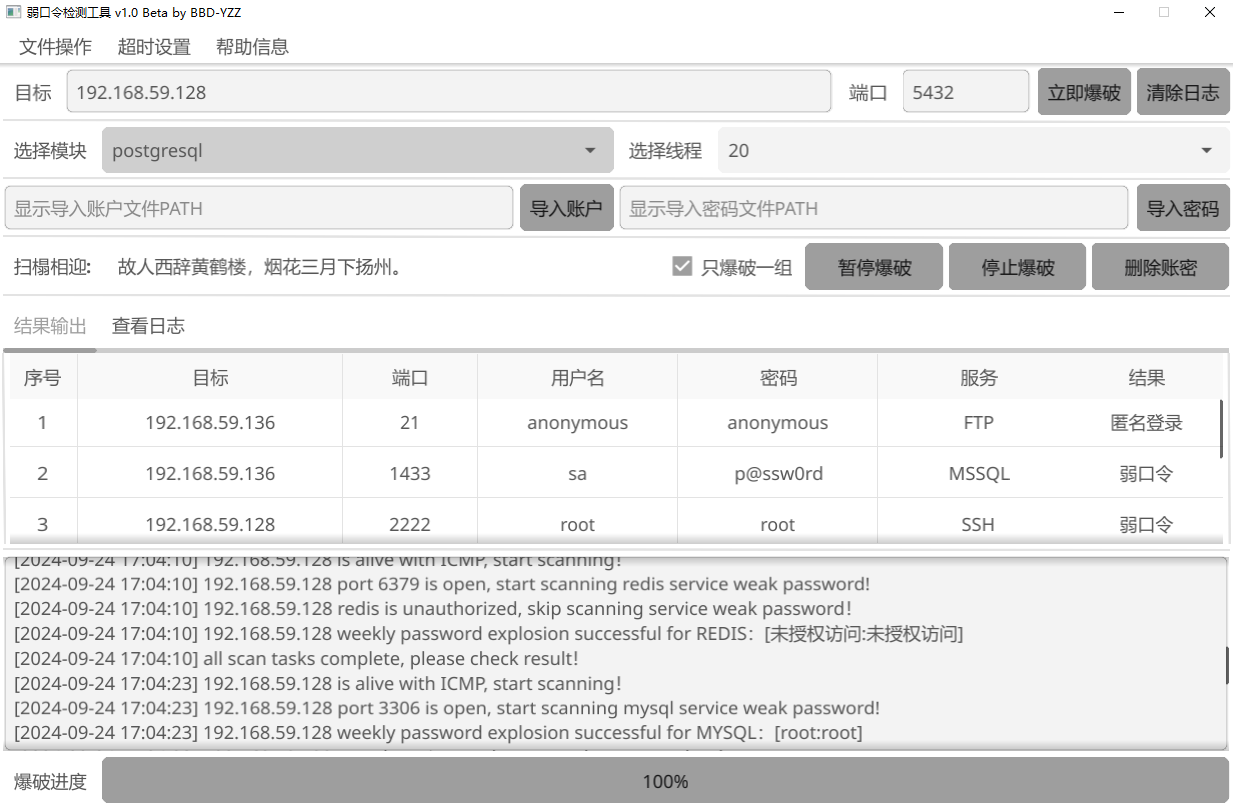 弱口令检测工具 v1.0 Beta by BBD-YZZ
文件操作 超时设置 帮助信息
目标 192.168.59.128 端口 5432 立即爆破 清除日志
选择模块 postgresql 选择线程 20
显示导入账户文件PATH 导入账户 显示导入密码文件PATH 导入密码
扫榻相迎: 故人西辞黄鹤楼，烟花三月下扬州。 只爆破一组 暂停爆破 停止爆破 删除账密
结果输出 查看日志
序号 目标 端口 用户名 密码 服务 结果
1 192.168.59.136 21 anonymous anonymous FTP 匿名登录
2 192.168.59.136 1433 sa p@ssw0rd MSSQL 弱口令
3 192.168.59.128 2222 root root SSH 弱口令
[2024-09-24 17:04:10] 192.168.59.128 is alive with ICMP, start scanning!
[2024-09-24 17:04:10] 192.168.59.128 port 6379 is open, start scanning redis service weak password!
[2024-09-24 17:04:10] 192.168.59.128 redis is unauthorized, skip scanning service weak password!
[2024-09-24 17:04:10] 192.168.59.128 weekly password explosion successful for REDIS：[未授权访问:未授权访问]
[2024-09-24 17:04:10] all scan tasks complete, please check result!
[2024-09-24 17:04:23] 192.168.59.128 is alive with ICMP, start scanning!
[2024-09-24 17:04:23] 192.168.59.128 port 3306 is open, start scanning mysql service weak password!
[2024-09-24 17:04:23] 192.168.59.128 weekly password explosion successful for MYSQL：[root:root]
爆破进度 100%